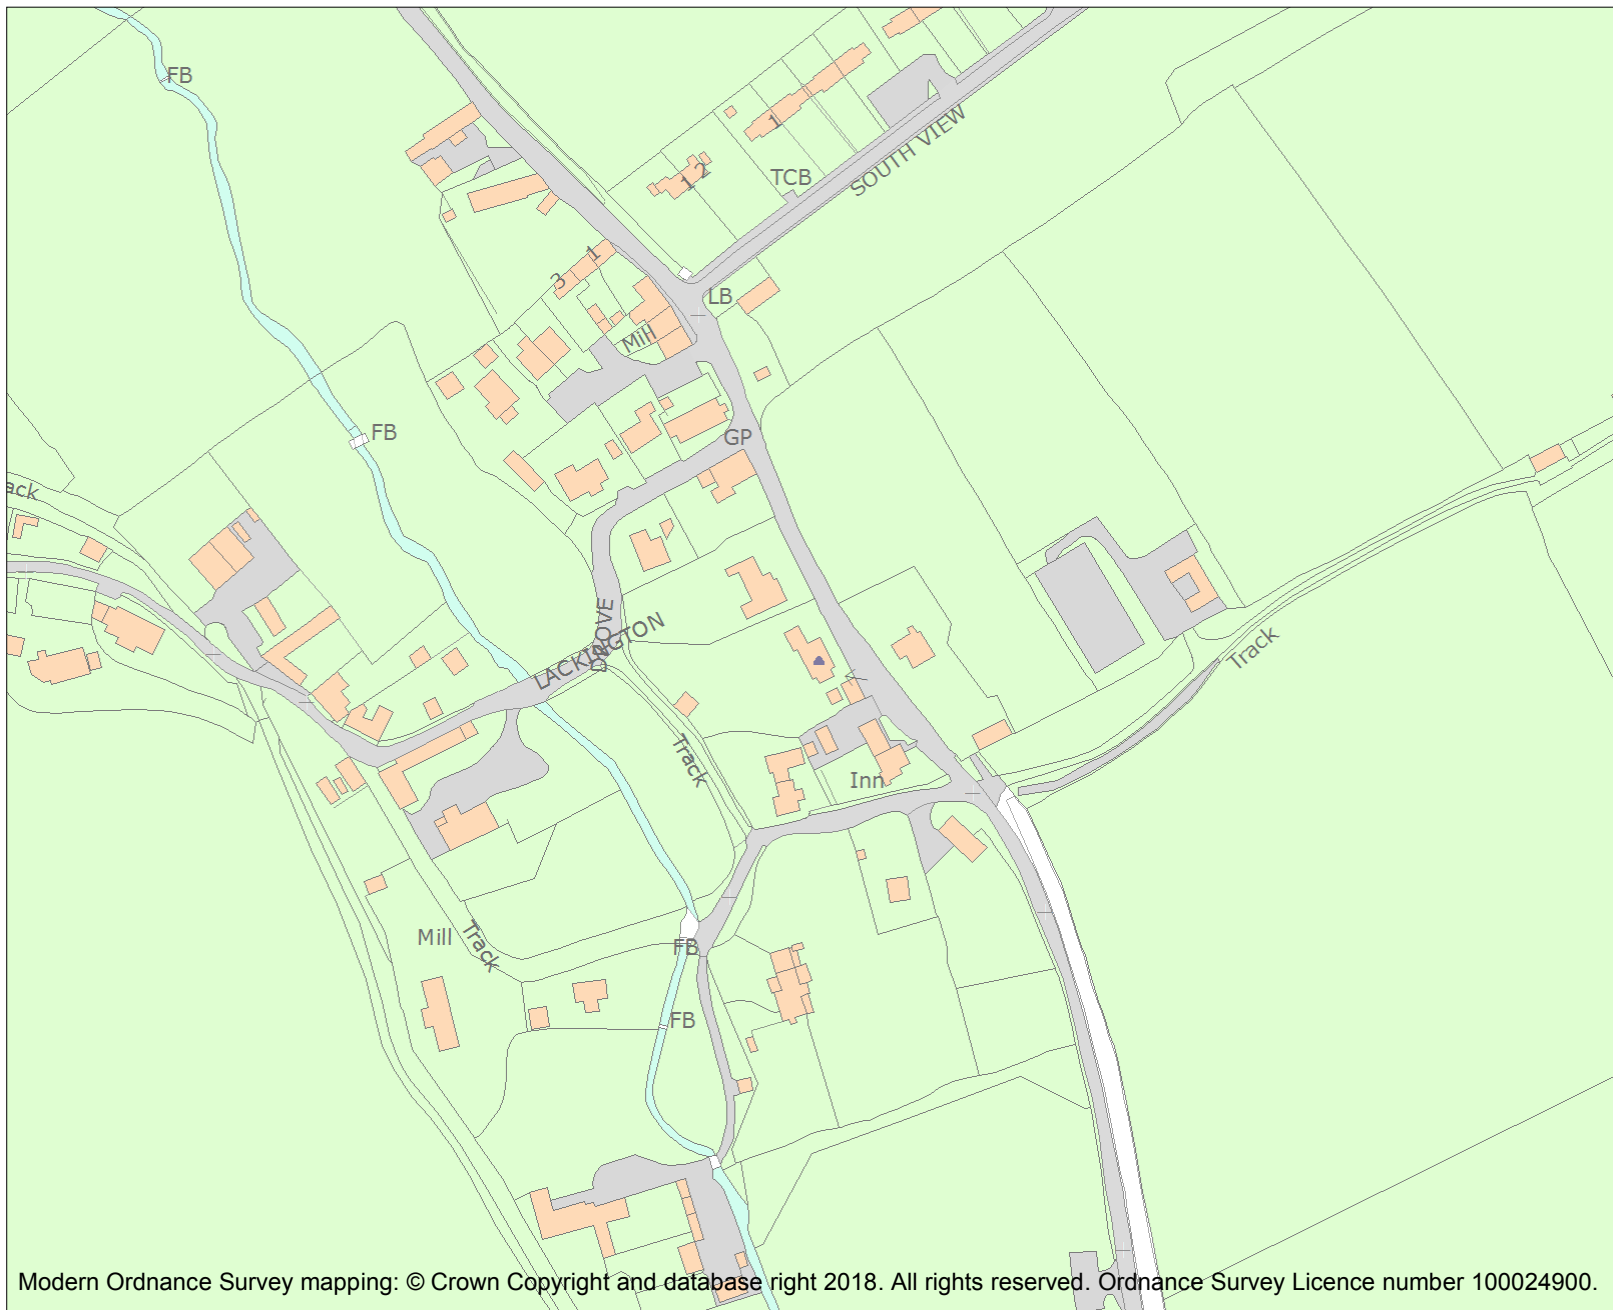 FB
1
1 2
TCB
SOUTH VIEW
1
3
LB
Mill
FB
GP
ack
DROVE
LACKINGTON
Track
Track
Inn
Mill
Track
FB
FB
Modern Ordnance Survey mapping: © Crown Copyright and database right 2018. All rights reserved. Ordnance Survey Licence number 100024900.